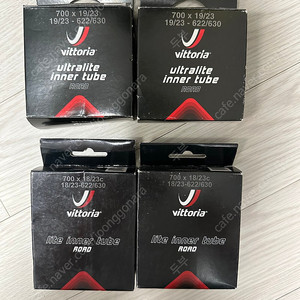 700 x 19/23
19/23 - 622/630
vittoria
ultralite
inner tube
ROAD
700 x 19/23
19/23 - 622/630
vittoria
ultralite
inner tube
ROAD
700 x 18/23c
18/23-622/630
vittoria
lite inner tube
ROAD
700 x 18/23c
18/23-622/630
vittoria
lite inner tube
ROAD